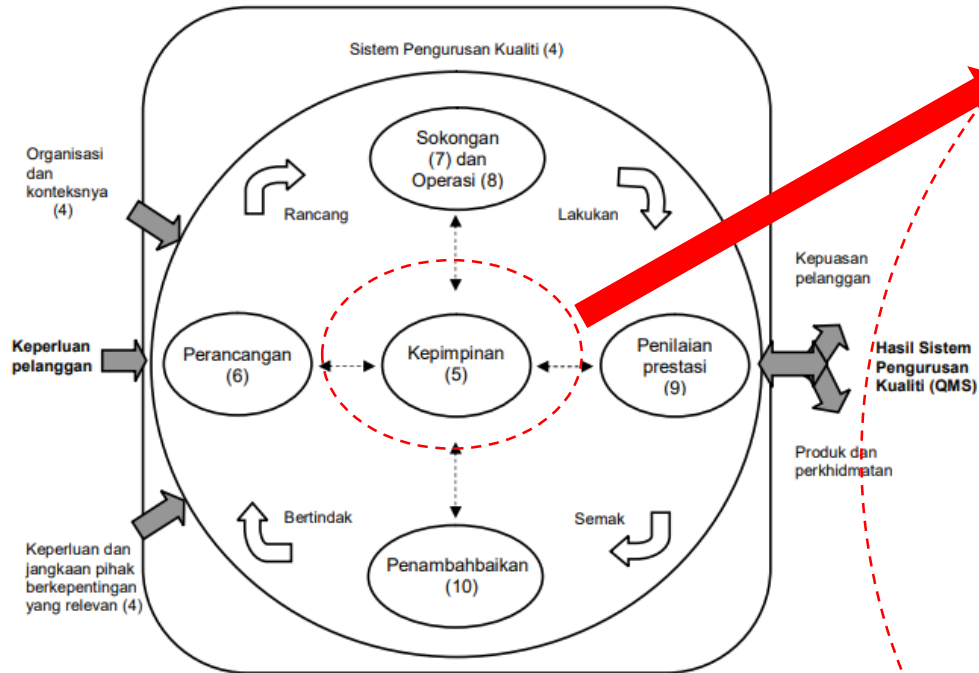 Sistem Pengurusan Kualiti (4)
Organisasi
dan
konteksnya
(4)
Sokongan
(7) dan
Operasi (8)
Rancang
Lakukan
Kepuasan
pelanggan
Keperluan
pelanggan
Perancangan
(6)
Kepimpinan
(5)
Penilaian
prestasi
(9)
Hasil Sistem
Pengurusan
Kualiti (QMS)
Produk dan
perkhidmatan
Bertindak
Semak
Keperluan dan
jangkaan pihak
berkepentingan
yang relevan (4)
Penambahbaikan
(10)